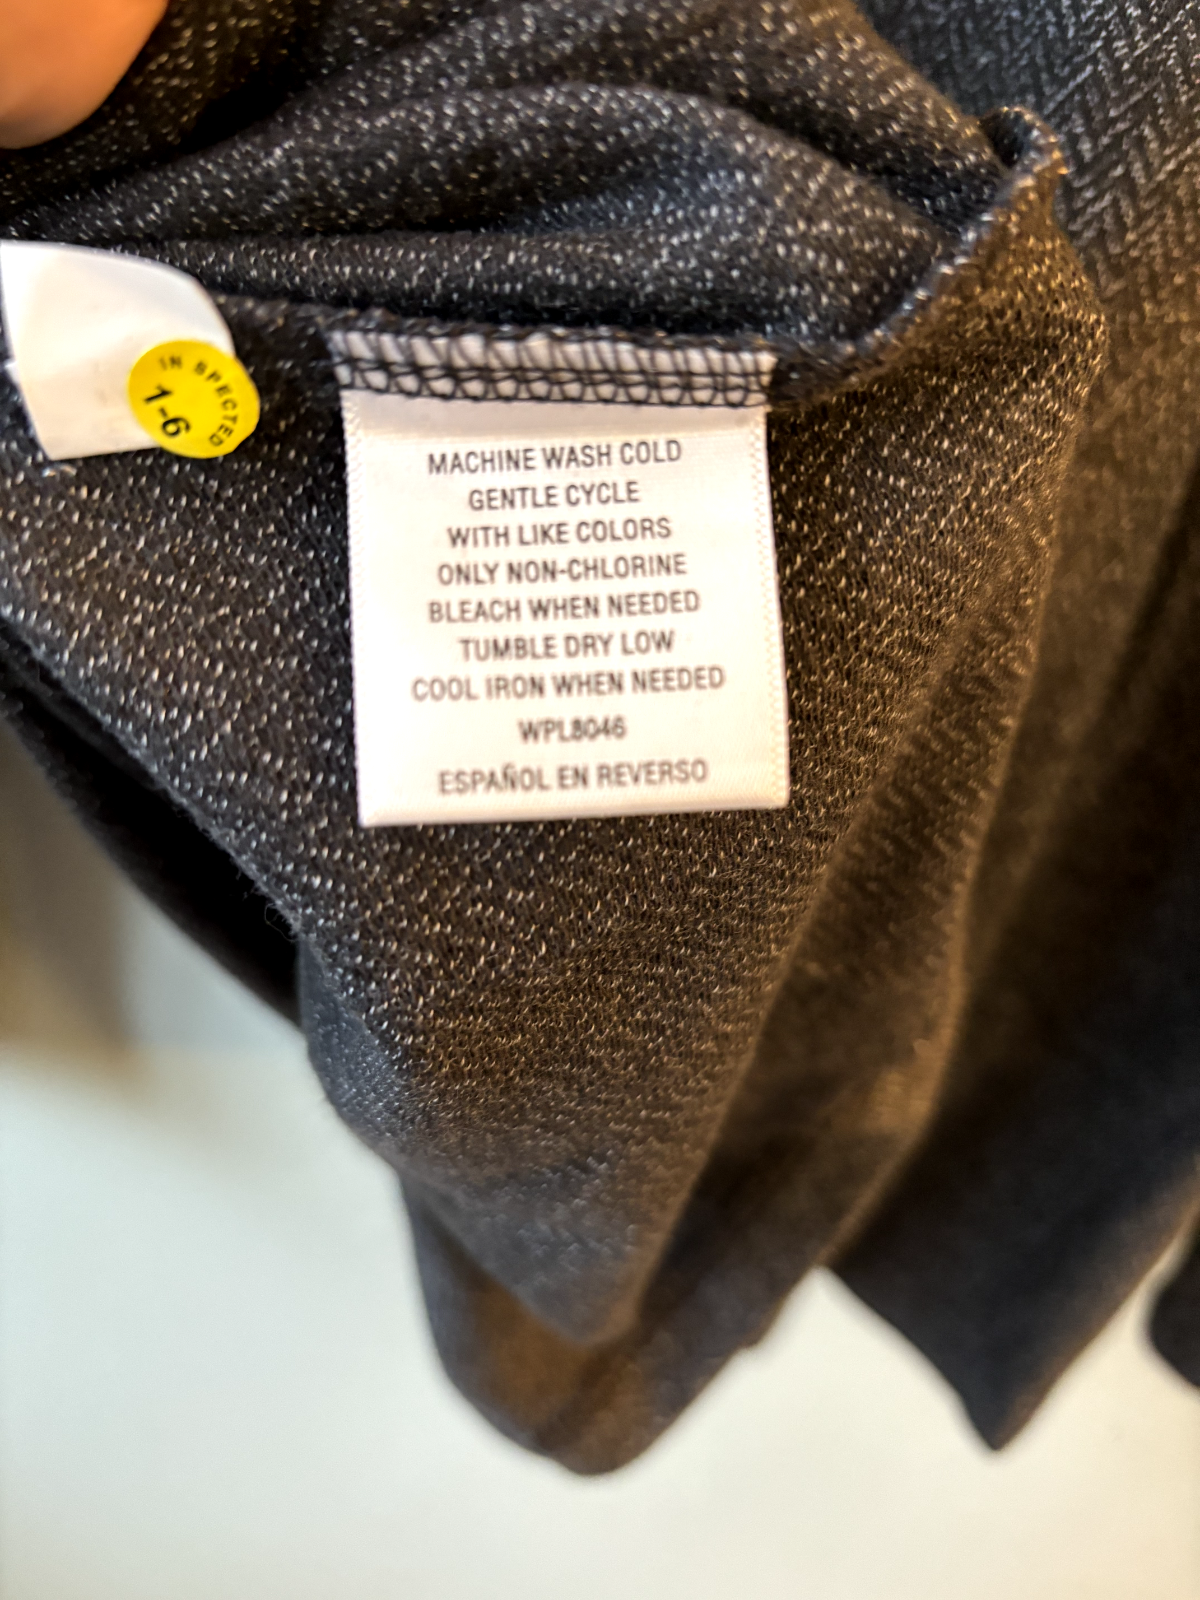 IN SPECTED
1-6
MACHINE WASH COLD
GENTLE CYCLE
WITH LIKE COLORS
ONLY NON-CHLORINE
BLEACH WHEN NEEDED
TUMBLE DRY LOW
COOL IRON WHEN NEEDED
WPL8046
ESPAÑOL EN REVERSO